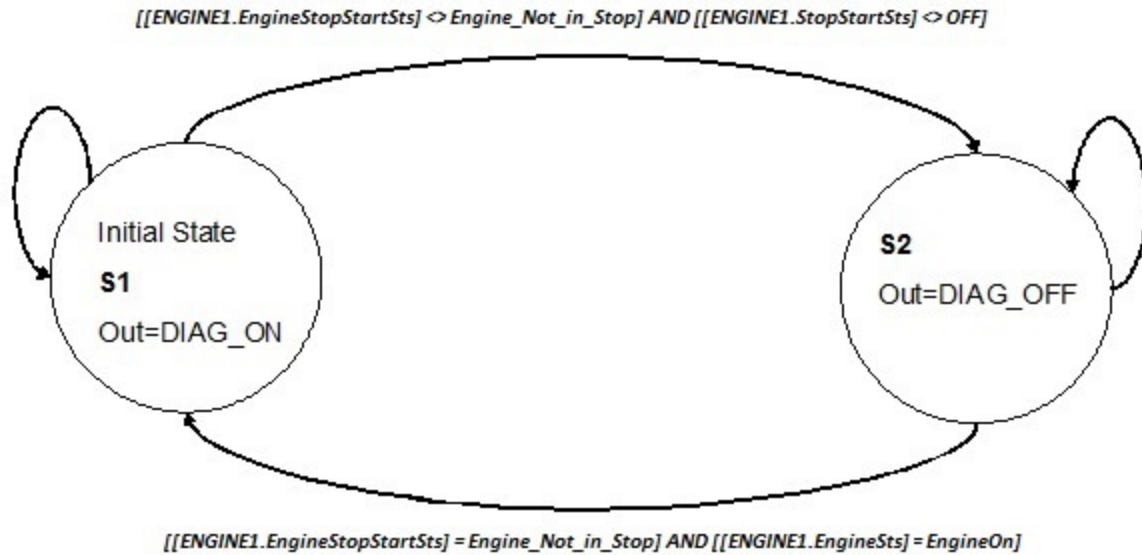 [[ENGINE1.EngineStopStartSts] <> Engine_Not_in_Stop] AND [[ENGINE1.StopStartSts] <> OFF]
Initial State
S1
Out=DIAG_ON
S2
Out=DIAG_OFF
[[ENGINE1.EngineStopStartSts] = Engine_Not_in_Stop] AND [[ENGINE1.EngineSts] = EngineOn]